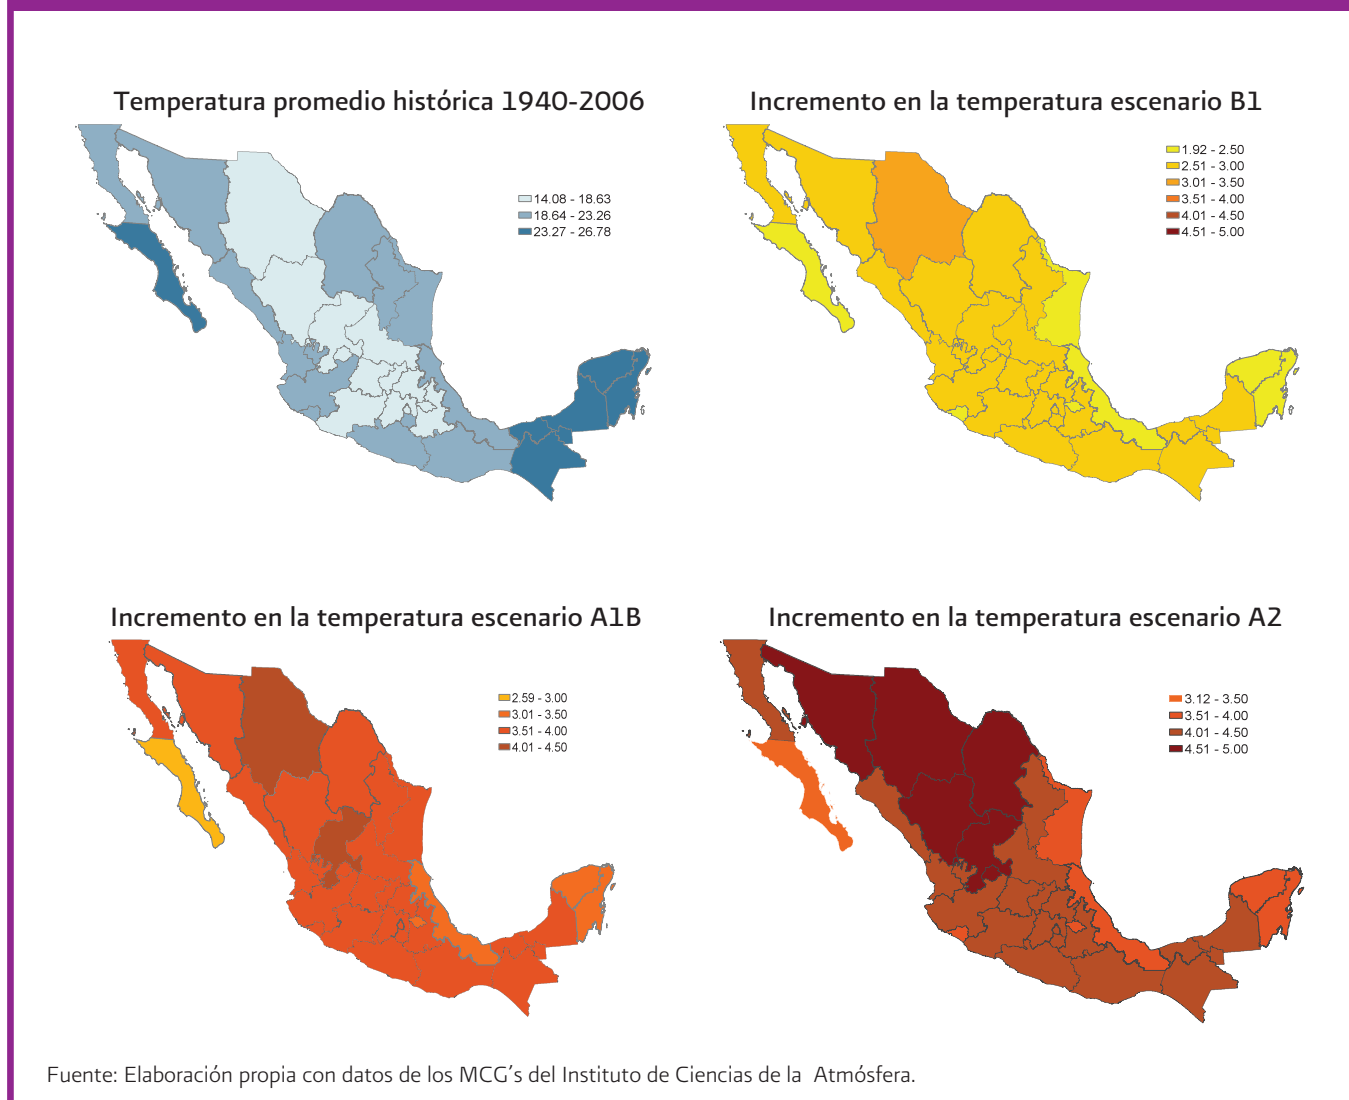 Temperatura promedio histórica 1940-2006
14.08 - 18.63
18.64 - 23.26
23.27 - 26.78
Incremento en la temperatura escenario B1
1.92 - 2.50
2.51 - 3.00
3.01 - 3.50
3.51 - 4.00
4.01 - 4.50
4.51 - 5.00
Incremento en la temperatura escenario A1B
2.59 - 3.00
3.01 - 3.50
3.51 - 4.00
4.01 - 4.50
Incremento en la temperatura escenario A2
3.12 - 3.50
3.51 - 4.00
4.01 - 4.50
4.51 - 5.00
Fuente: Elaboración propia con datos de los MCG's del Instituto de Ciencias de la Atmósfera.